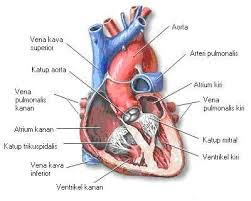 Aorta
Vena kava
superior
Arteri pulmonalis
Katup aorta
Atrium kiri
Vena
pulmonalis
kanan
Vena
pulmonalis
kiri
Atrium kanan
Katup mitral
Katup trikuspidalis
Ventrikel kiri
Vena kava
inferior
Ventrikel kanan